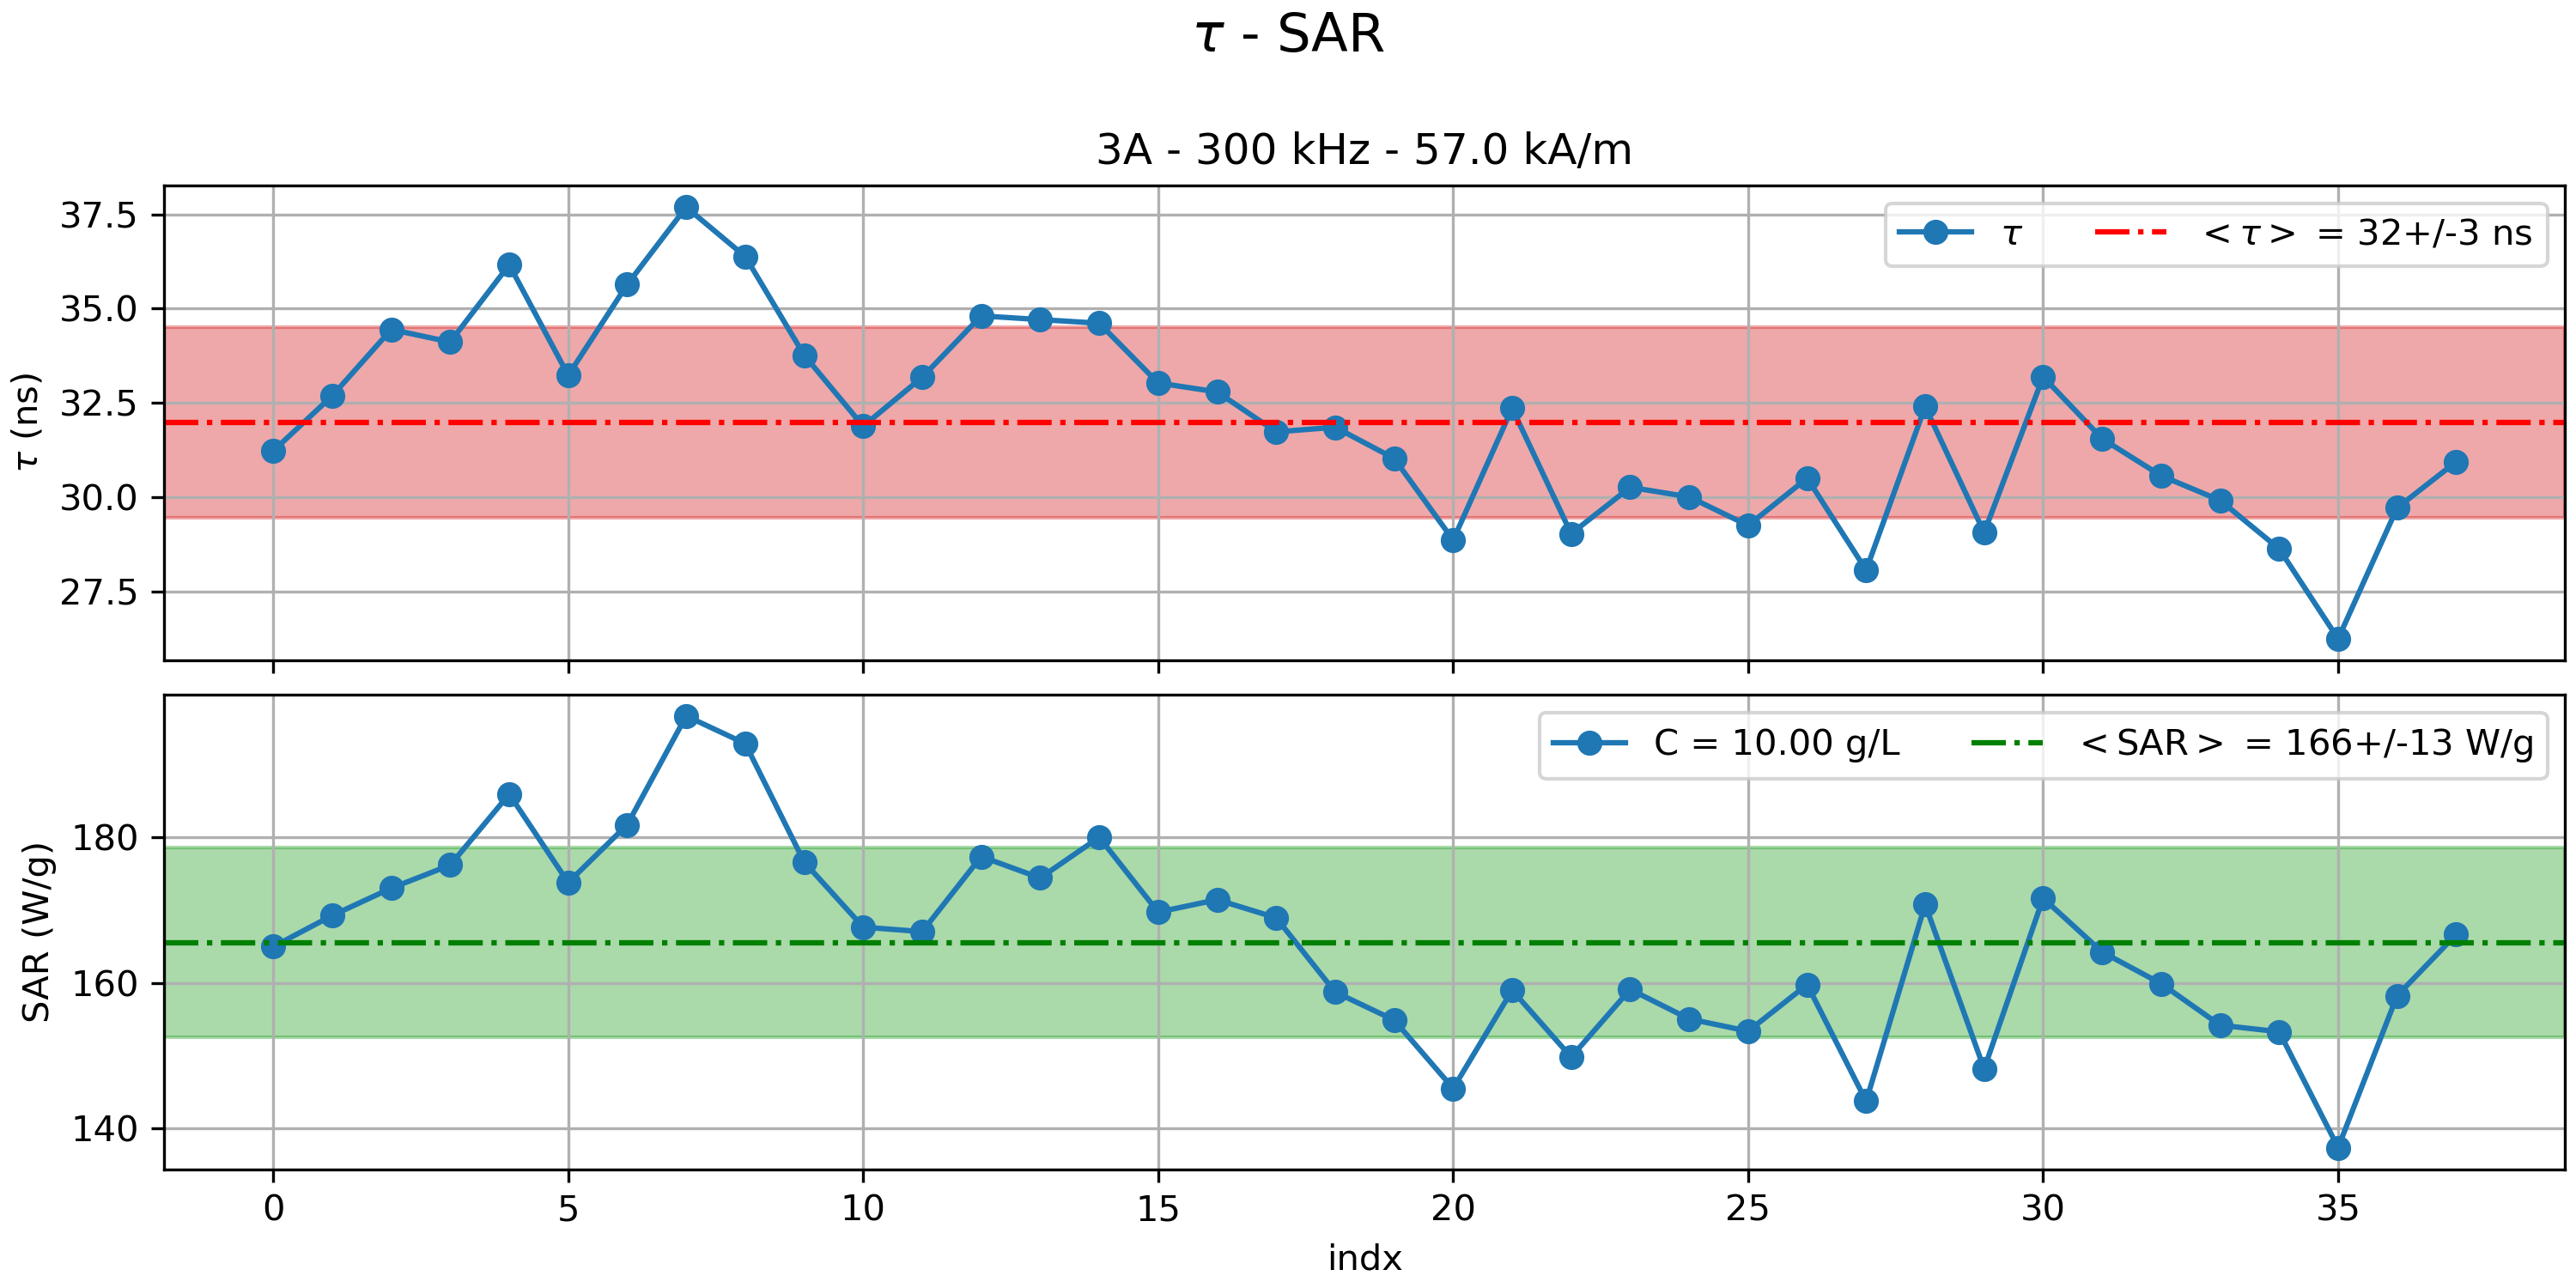 τ - SAR
3A - 300 kHz - 57.0 kA/m
37.5
35.0
32.5
30.0
27.5
τ (ns)
τ
<τ> = 32+/-3 ns
180
160
140
SAR (W/g)
C = 10.00 g/L
<SAR> = 166+/-13 W/g
0 5 10 15 20 25 30 35
indx